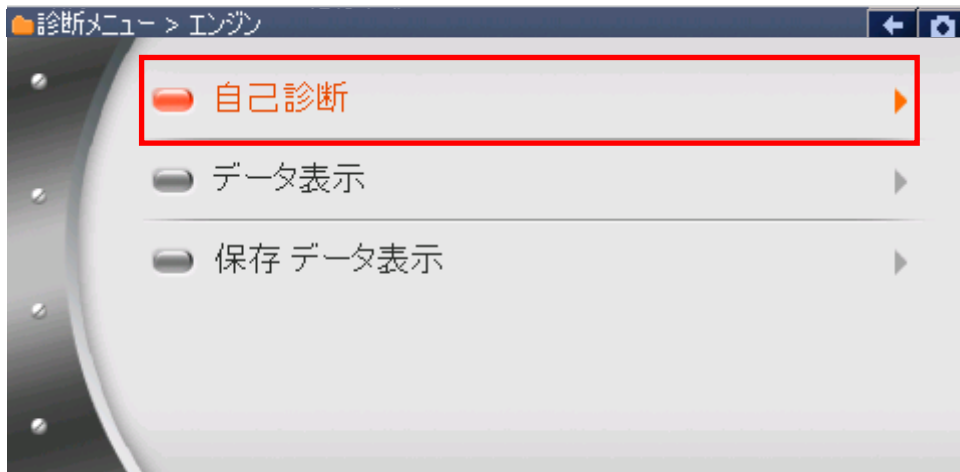 診断メニュー > エンジン
自己診断
データ表示
保存 データ表示